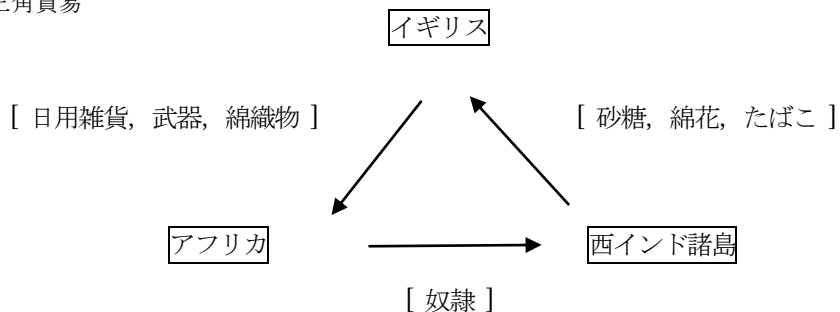 三角貿易
イギリス
[ 日用雑貨，武器，綿織物 ]
[ 砂糖，綿花，たばこ ]
アフリカ
西インド諸島
[ 奴隷 ]